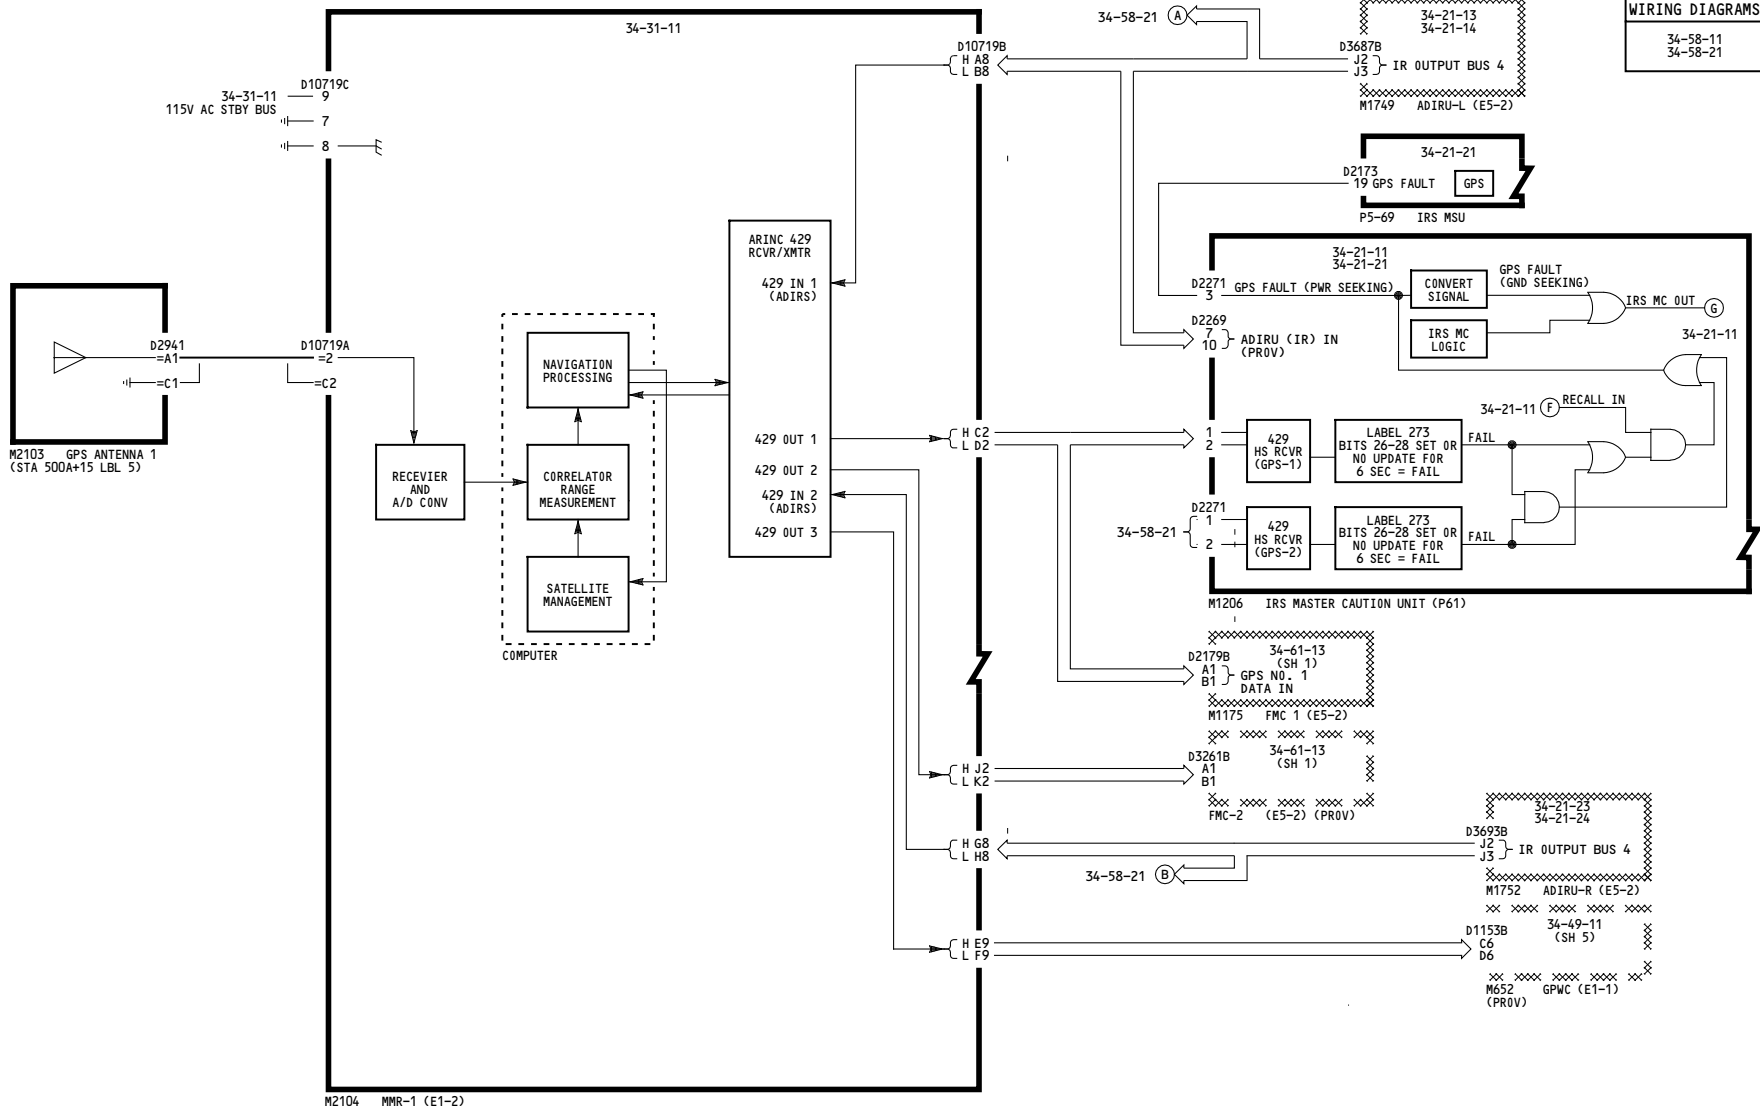 WIRING DIAGRAMS
34-58-11
34-58-21
34-31-11
34-58-21 A
34-21-13
34-21-14
D3687B
J2
J3
IR OUTPUT BUS 4
M1749 ADIRU-L (E5-2)
D10719B
H A8
L B8
D10719C
34-31-11
115V AC STBY BUS
9
7
8
34-21-21
D2173
19 GPS FAULT
GPS
P5-69 IRS MSU
ARINC 429
RCVR/XMTR
429 IN 1
(ADIRS)
429 OUT 1
429 OUT 2
429 IN 2
(ADIRS)
429 OUT 3
34-21-11
34-21-21
D2271
3
GPS FAULT (PWR SEEKING)
CONVERT
SIGNAL
GPS FAULT
(GND SEEKING)
IRS MC OUT G
IRS MC
LOGIC
34-21-11
D2269
7
10
ADIRU (IR) IN
(PROV)
34-21-11 F RECALL IN
1
2
429
HS RCVR
(GPS-1)
LABEL 273
BITS 26-28 SET OR
NO UPDATE FOR
6 SEC = FAIL
FAIL
D2271
34-58-21
1
2
429
HS RCVR
(GPS-2)
LABEL 273
BITS 26-28 SET OR
NO UPDATE FOR
6 SEC = FAIL
FAIL
M1206 IRS MASTER CAUTION UNIT (P61)
D2941
=A1
=C1
M2103 GPS ANTENNA 1
(STA 500A+15 LBL 5)
D10719A
=2
=C2
RECEVIER
AND
A/D CONV
NAVIGATION
PROCESSING
CORRELATOR
RANGE
MEASUREMENT
SATELLITE
MANAGEMENT
COMPUTER
H C2
L D2
D2179B
A1
B1
34-61-13
(SH 1)
GPS NO. 1
DATA IN
M1175 FMC 1 (E5-2)
H J2
L K2
D3261B
A1
B1
34-61-13
(SH 1)
FMC-2 (E5-2) (PROV)
H G8
L H8
34-58-21 B
34-21-23
34-21-24
D3693B
J2
J3
IR OUTPUT BUS 4
M1752 ADIRU-R (E5-2)
H E9
L F9
D1153B
C6
D6
34-49-11
(SH 5)
M652 GPWC (E1-1)
(PROV)
M2104 MMR-1 (E1-2)